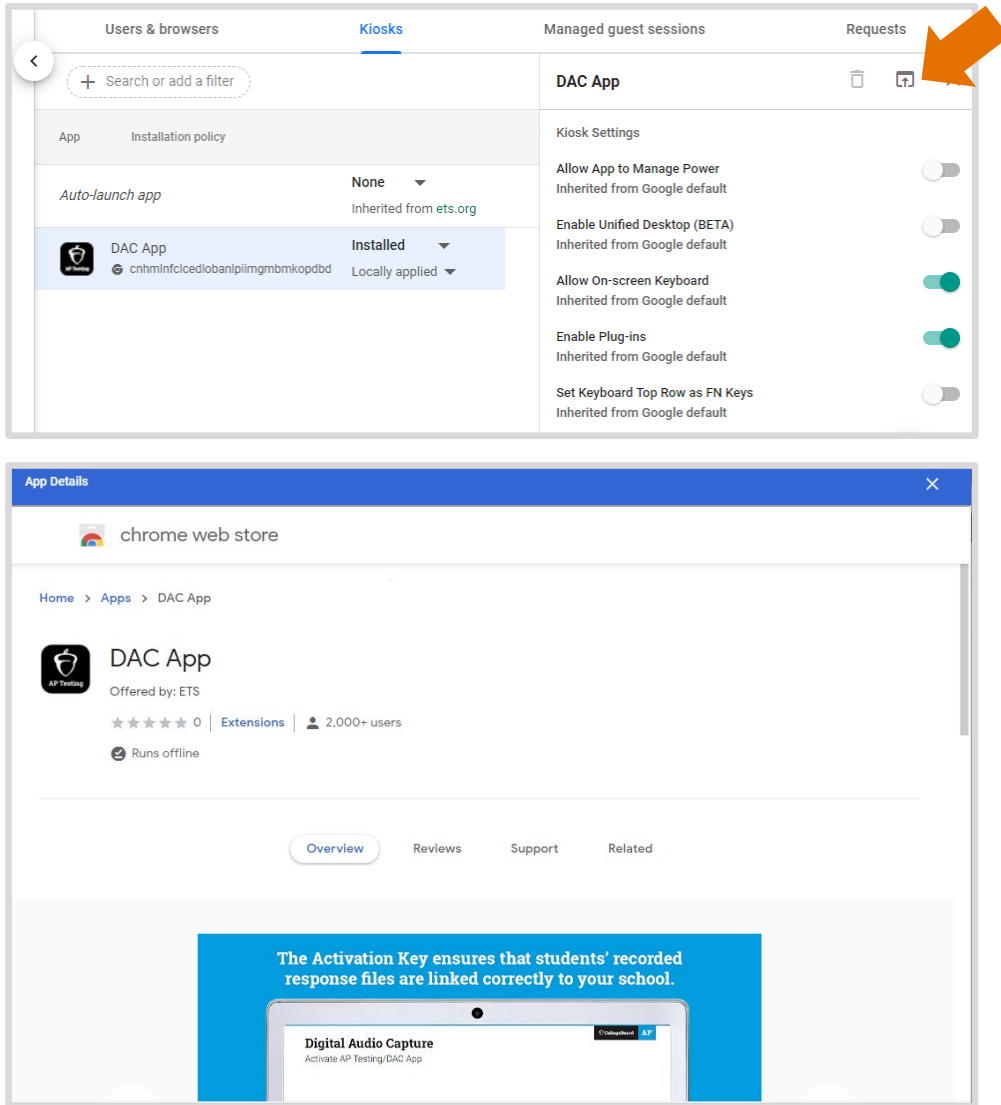 Users & browsers Kiosks Managed guest sessions Requests
Search or add a filter
DAC App
App Installation policy
Kiosk Settings
Auto-launch app
None
Inherited from ets.org
DAC App
cnhmlnfclcedlobanlpiimgmbmkopdbd
Installed
Locally applied
Allow App to Manage Power
Inherited from Google default
Enable Unified Desktop (BETA)
Inherited from Google default
Allow On-screen Keyboard
Inherited from Google default
Enable Plug-ins
Inherited from Google default
Set Keyboard Top Row as FN Keys
Inherited from Google default
AP Testing
App Details
chrome web store
Home > Apps > DAC App
AP Testing
DAC App
Offered by: ETS
0 | Extensions | 2,000+ users
Runs offline
Overview Reviews Support Related
The Activation Key ensures that students' recorded
response files are linked correctly to your school.
Digital Audio Capture
Activate AP Testing/DAC App
CollegeBoard AP